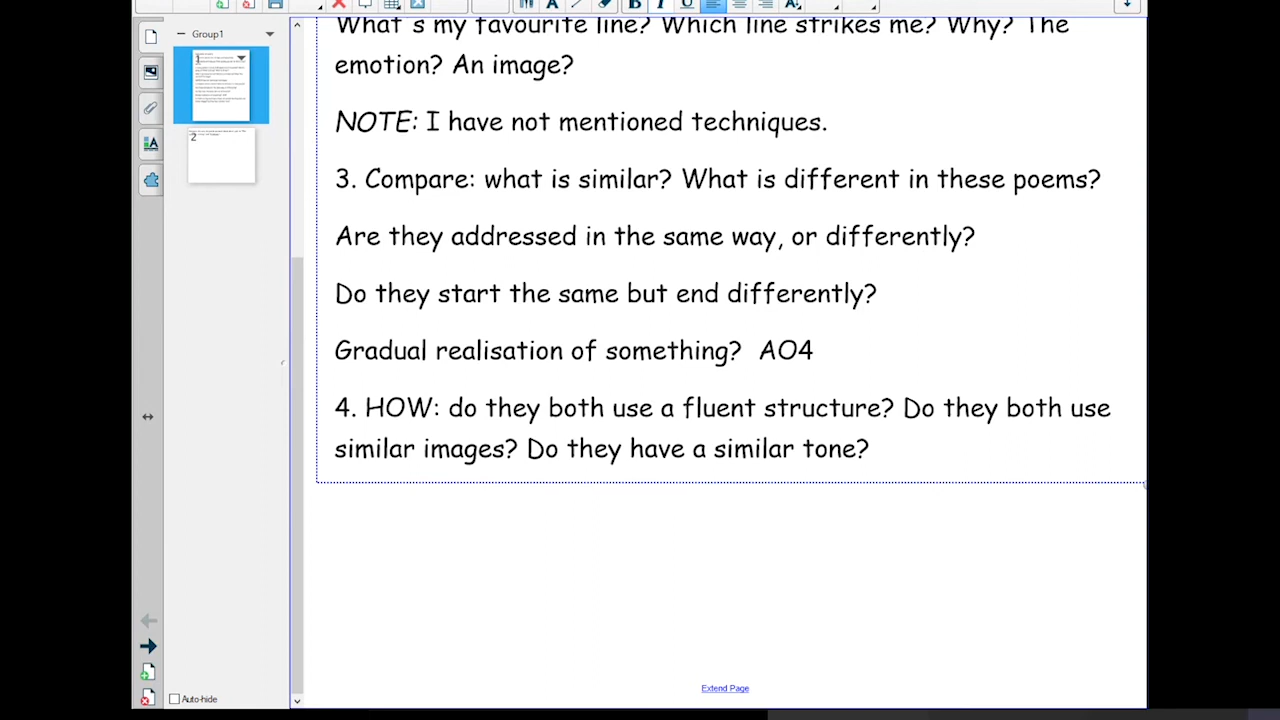 Group1
1
2
What's my favourite line? Which line strikes me? Why? The
emotion? An image?
NOTE: I have not mentioned techniques.
3. Compare: what is similar? What is different in these poems?
Are they addressed in the same way, or differently?
Do they start the same but end differently?
Gradual realisation of something? AO4
4. HOW: do they both use a fluent structure? Do they both use
similar images? Do they have a similar tone?
Extend Page
Auto-hide